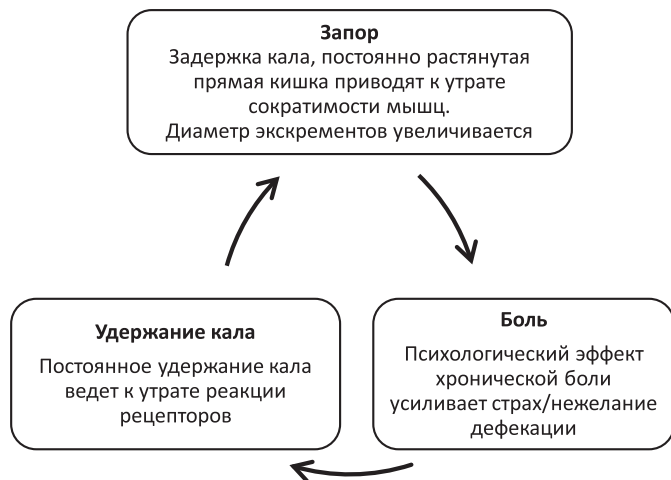 Запор
Задержка кала, постоянно растянутая
прямая кишка приводят к утрате
сократимости мышц.
Диаметр экскрементов увеличивается
Удержание кала
Постоянное удержание кала
ведет к утрате реакции
рецепторов
Боль
Психологический эффект
хронической боли
усиливает страх/нежелание
дефекации